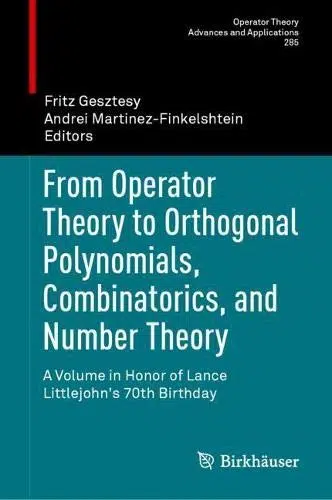 Operator Theory
Advances and Applications
285
Fritz Gesztesy
Andrei Martinez-Finkelshtein
Editors
From Operator
Theory to Orthogonal
Polynomials,
Combinatorics, and
Number Theory
A Volume in Honor of Lance
Littlejohn's 70th Birthday
Birkhäuser